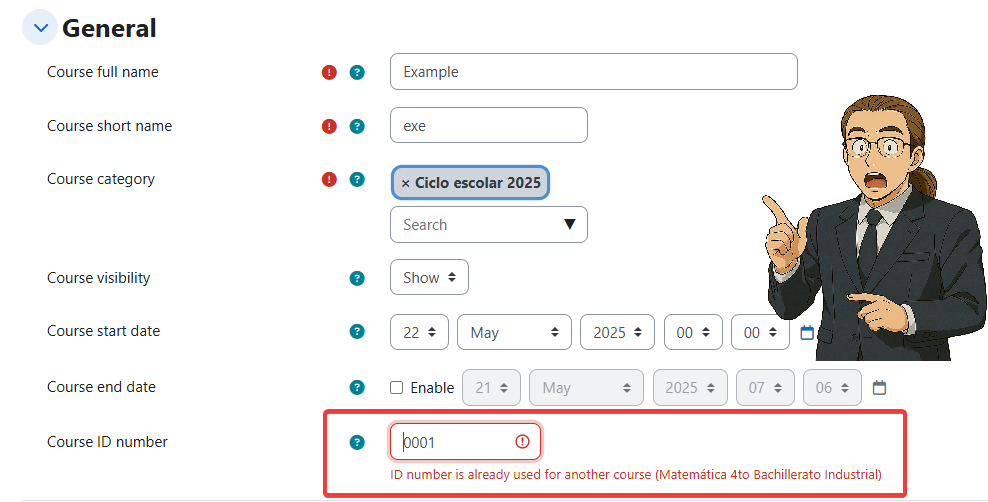 General
Course full name
Example
Course short name
exe
Course category
× Ciclo escolar 2025
Search
Course visibility
Show
Course start date
22 May 2025 00 00
Course end date
Enable 21 May 2025 07 06
Course ID number
0001
ID number is already used for another course (Matemática 4to Bachillerato Industrial)